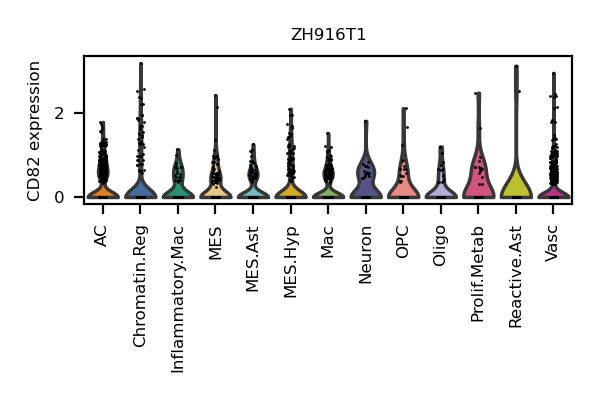 ZH916T1
CD82 expression
2
0
AC
Chromatin.Reg
Inflammatory.Mac
MES
MES.Ast
MES.Hyp
Mac
Neuron
OPC
Oligo
Prolif.Metab
Reactive.Ast
Vasc